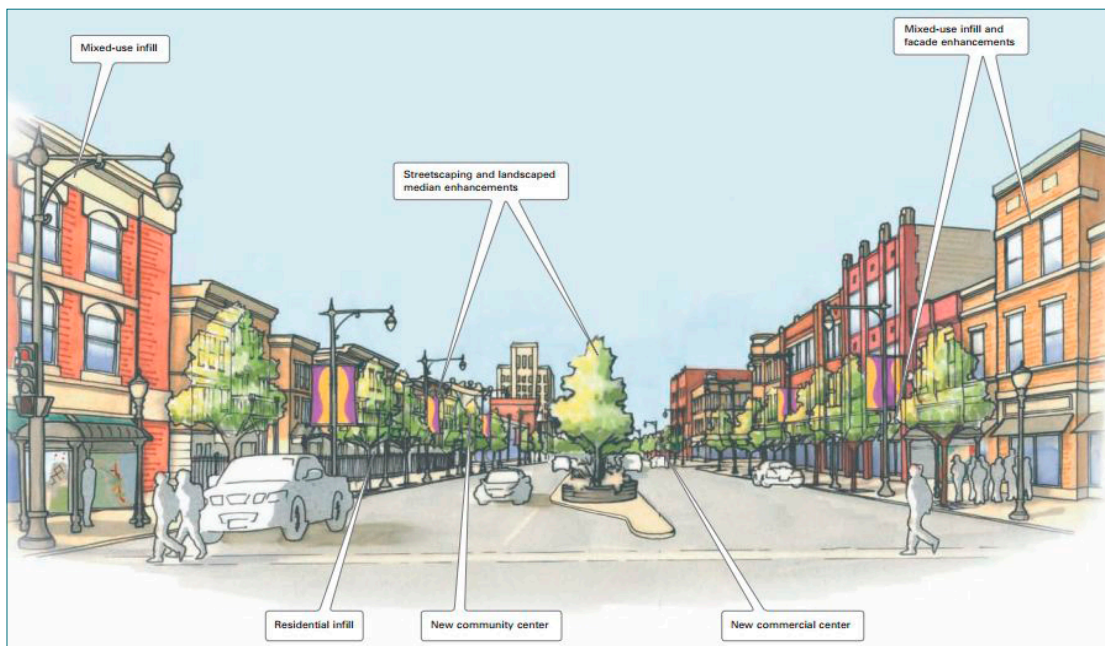 Mixed-use infill
Mixed-use infill and
facade enhancements
Streetscaping and landscaped
median enhancements
Residential infill
New community center
New commercial center